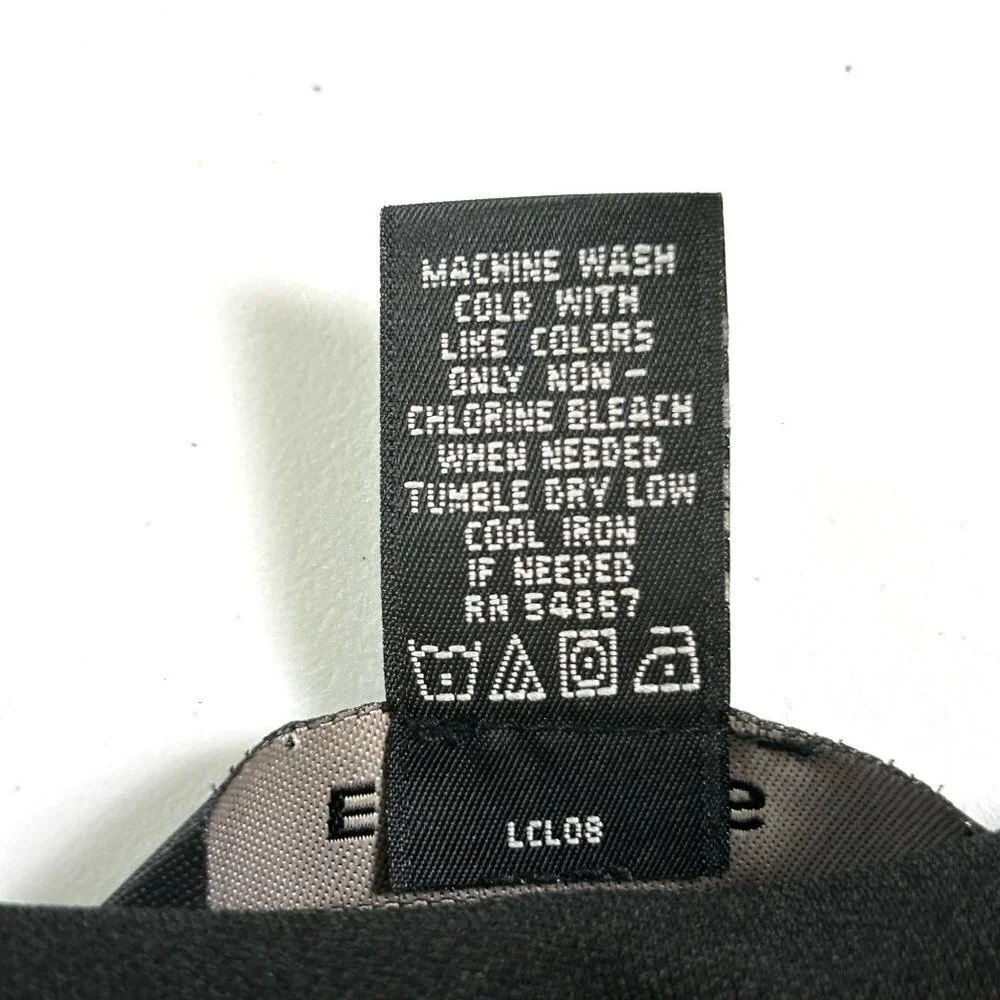 MACHINE WASH
COLD WITH
LIKE COLORS
ONLY NON-
CHLORINE BLEACH
WHEN NEEDED
TUMBLE DRY LOW
COOL IRON
IF NEEDED
RN 54867
LCL08
E e